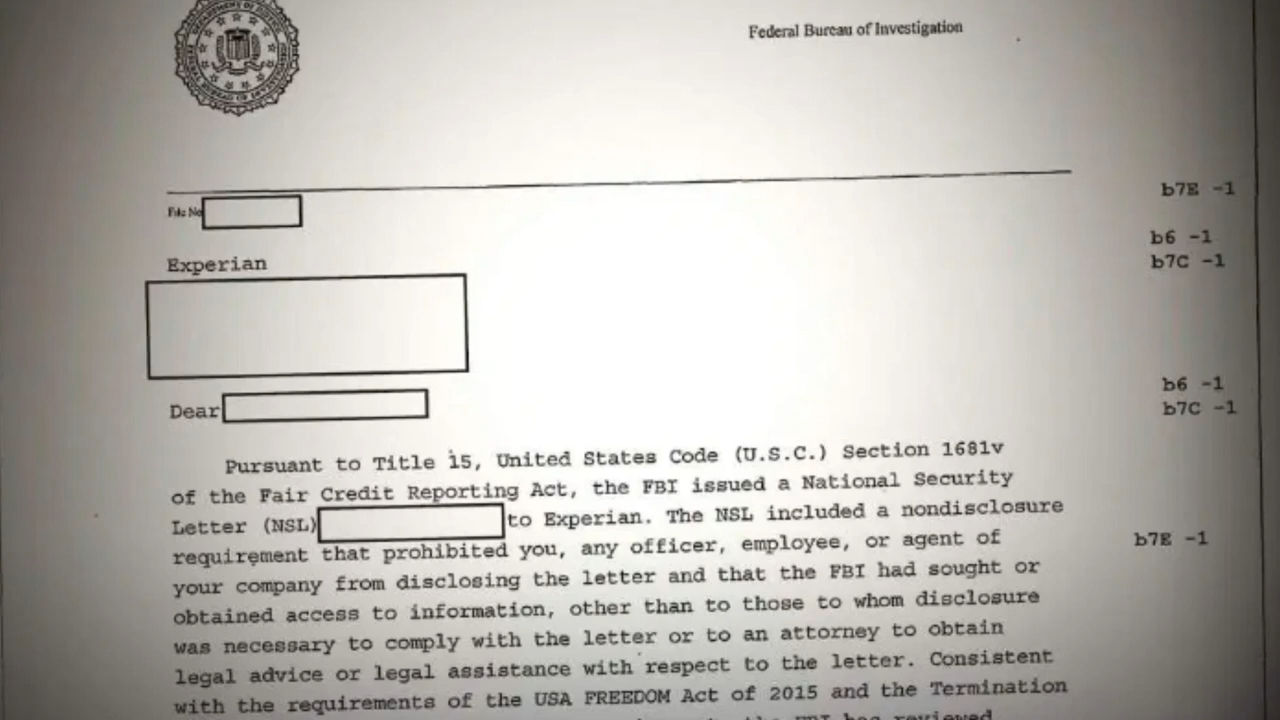 Federal Bureau of Investigation
b7E -1
File No
b6 -1
Experian
b7C -1
b6 -1
Dear
b7C -1
Pursuant to Title 15, United States Code (U.S.C.) Section 1681v
of the Fair Credit Reporting Act, the FBI issued a National Security
Letter (NSL) to Experian. The NSL included a nondisclosure
requirement that prohibited you, any officer, employee, or agent of
b7E -1
your company from disclosing the letter and that the FBI had sought or
obtained access to information, other than to those to whom disclosure
was necessary to comply with the letter or to an attorney to obtain
legal advice or legal assistance with respect to the letter. Consistent
with the requirements of the USA FREEDOM Act of 2015 and the Termination
the FBI has reviewed